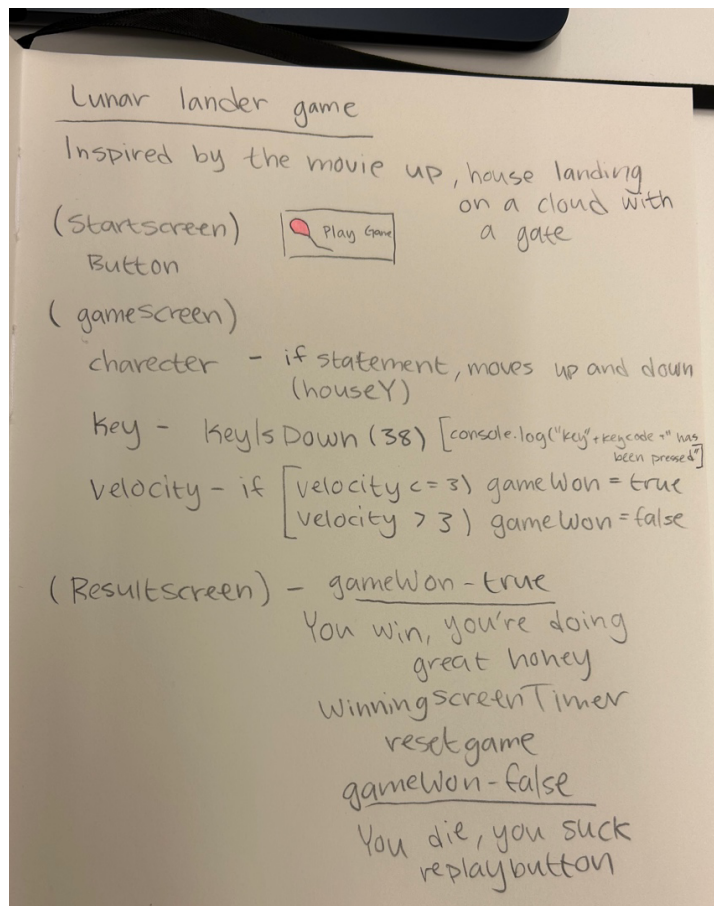 Lunar lander game
Inspired by the movie up, house landing
on a cloud with
a gate
(Startscreen)
Play Game
Button
(gamescreen)
charecter - if statement, moves up and down
(houseY)
Key - KeyIsDown (38) [console.log("key"+keycode+" has
been pressed"]
Velocity - if [velocity <= 3) gameWon = true
[velocity > 3) gameWon = false
(Resultscreen) - gameWon - true
You win, you're doing
great honey
WinningscreenTimer
resetgame
gameWon - false
You die, you suck
replaybutton